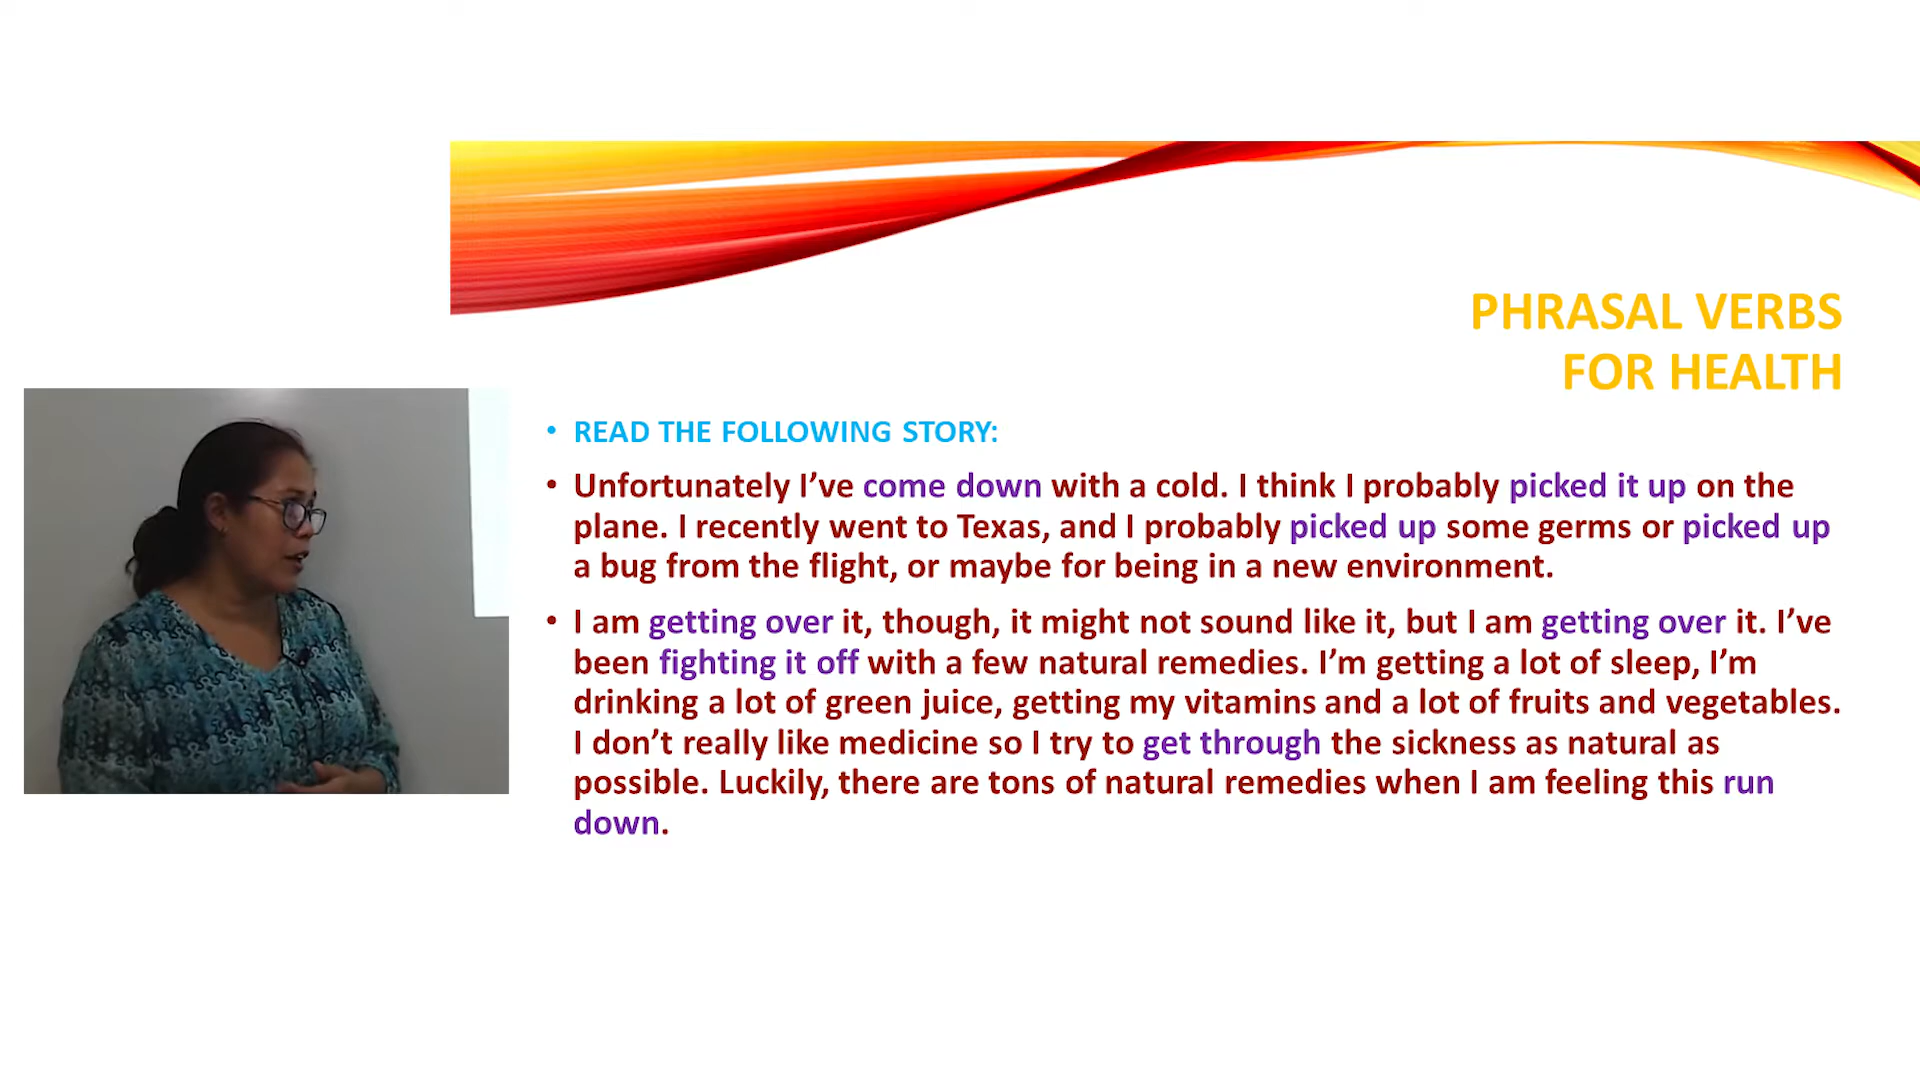 PHRASAL VERBS
FOR HEALTH
• READ THE FOLLOWING STORY:
• Unfortunately I’ve come down with a cold. I think I probably picked it up on the
plane. I recently went to Texas, and I probably picked up some germs or picked up
a bug from the flight, or maybe for being in a new environment.
• I am getting over it, though, it might not sound like it, but I am getting over it. I’ve
been fighting it off with a few natural remedies. I’m getting a lot of sleep, I’m
drinking a lot of green juice, getting my vitamins and a lot of fruits and vegetables.
I don’t really like medicine so I try to get through the sickness as natural as
possible. Luckily, there are tons of natural remedies when I am feeling this run
down.